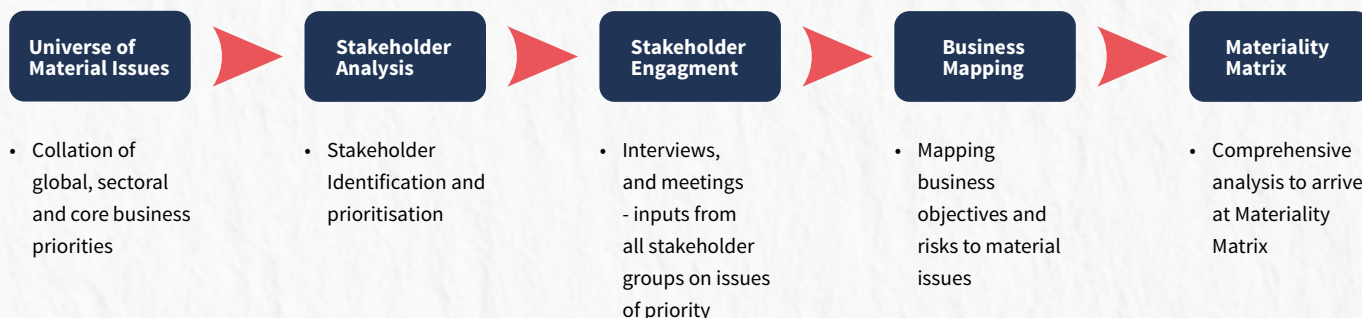 Universe of
Material Issues
Stakeholder
Analysis
Stakeholder
Engagment
Business
Mapping
Materiality
Matrix
• Collation of
global, sectoral
and core business
priorities
• Stakeholder
Identification and
prioritisation
• Interviews,
and meetings
- inputs from
all stakeholder
groups on issues
of priority
• Mapping
business
objectives and
risks to material
issues
• Comprehensive
analysis to arrive
at Materiality
Matrix